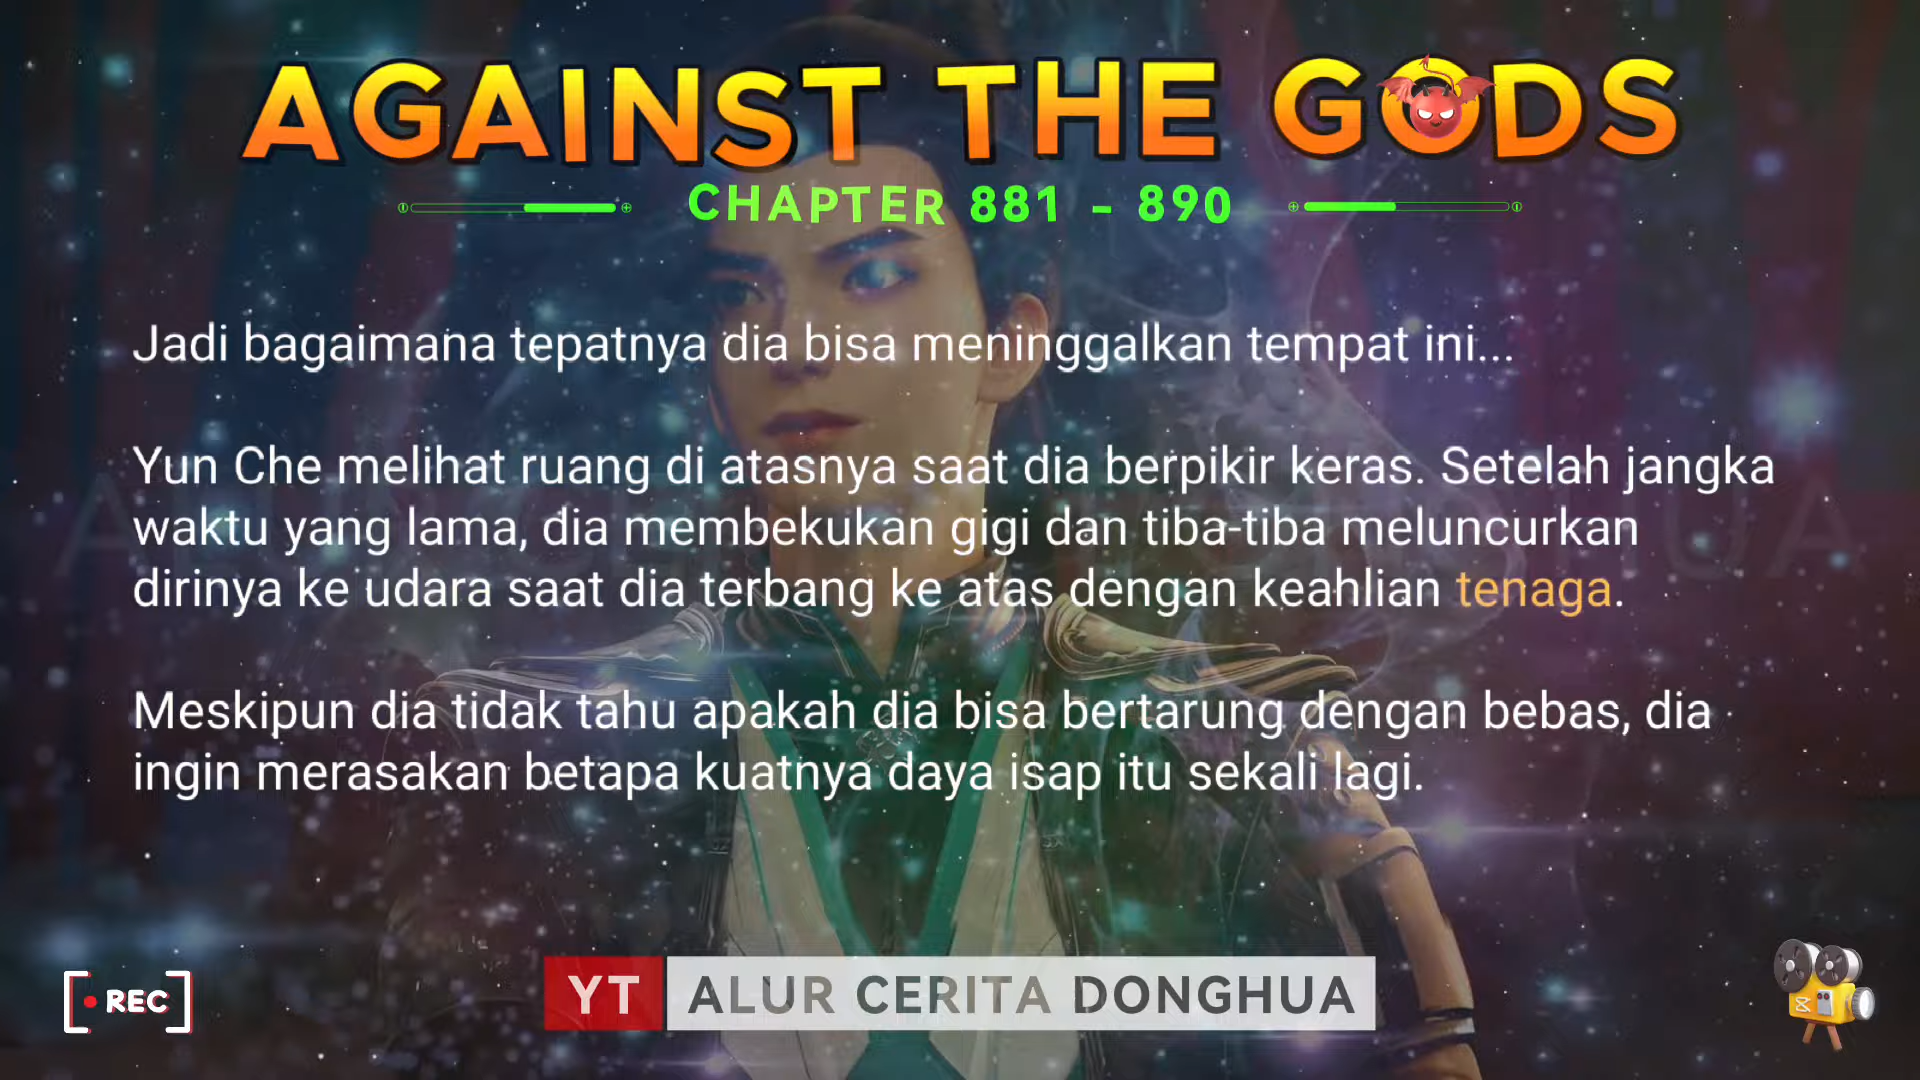 AGAINST THE GODS
CHAPTER 881 - 890
Jadi bagaimana tepatnya dia bisa meninggalkan tempat ini...
Yun Che melihat ruang di atasnya saat dia berpikir keras. Setelah jangka
waktu yang lama, dia membekukan gigi dan tiba-tiba meluncurkan
dirinya ke udara saat dia terbang ke atas dengan keahlian tenaga.
Meskipun dia tidak tahu apakah dia bisa bertarung dengan bebas, dia
ingin merasakan betapa kuatnya daya isap itu sekali lagi.
REC
YT ALUR CERITA DONGHUA